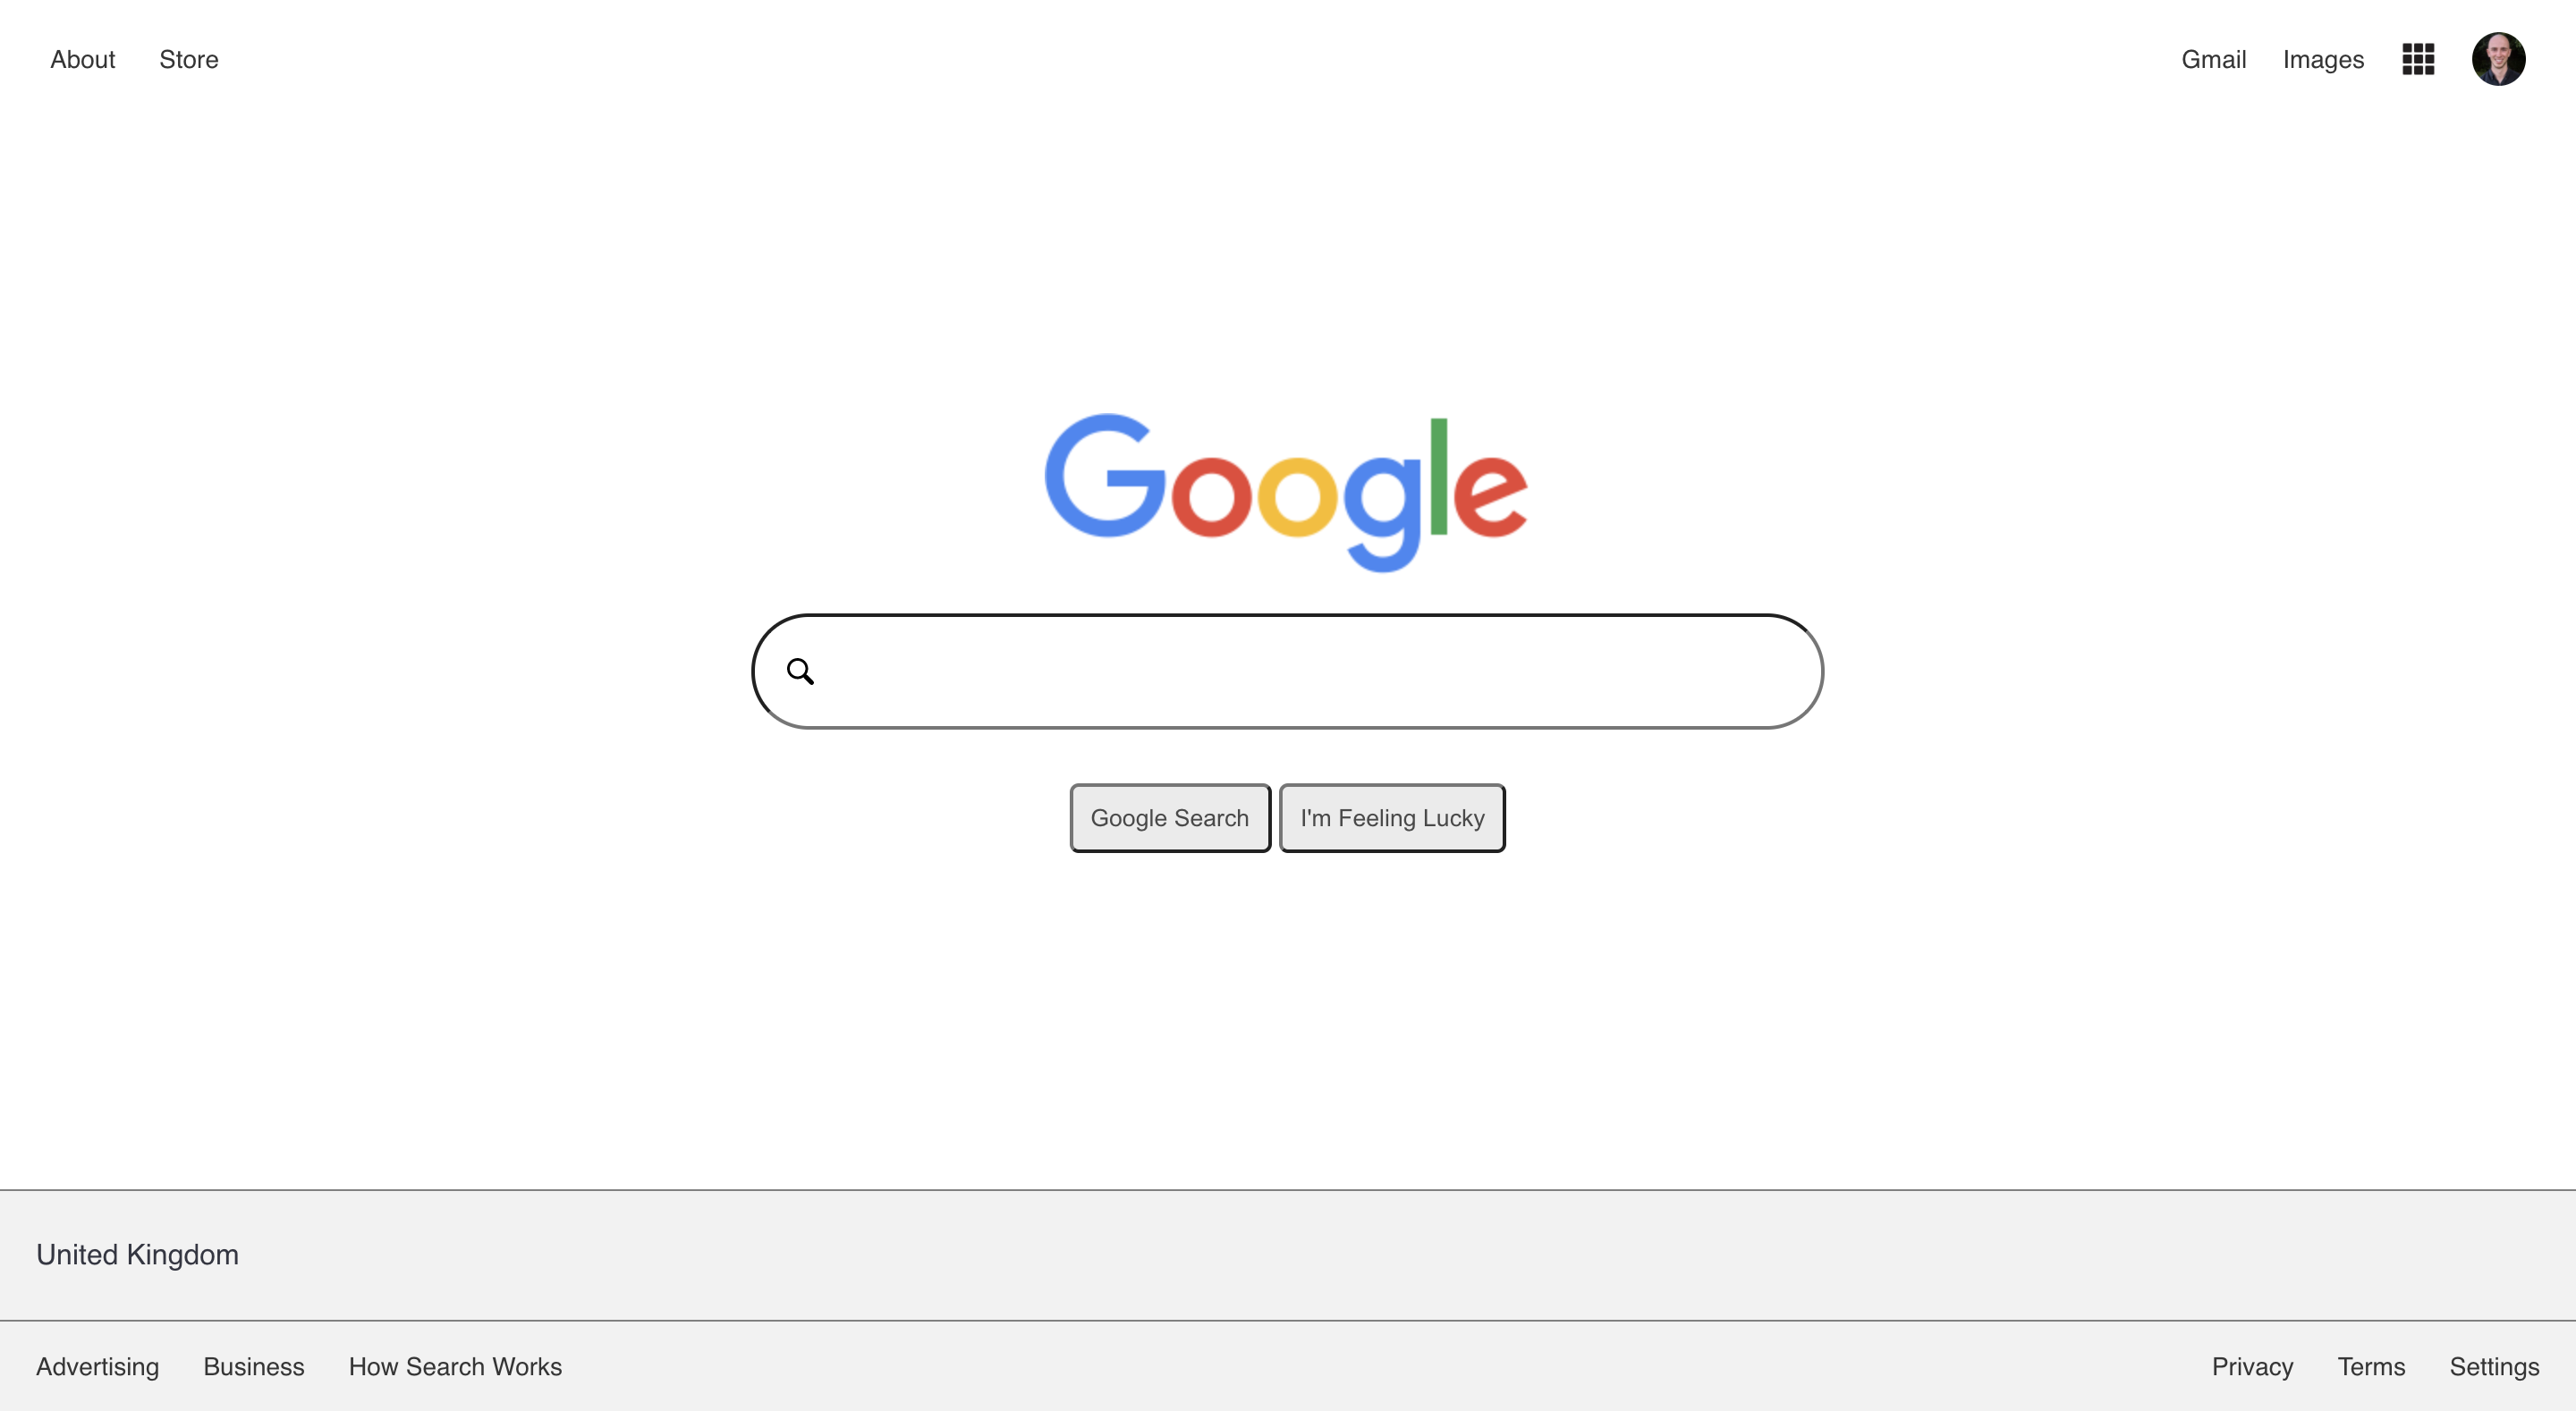 About Store Gmail Images
Google
Google Search I'm Feeling Lucky
United Kingdom
Advertising Business How Search Works Privacy Terms Settings